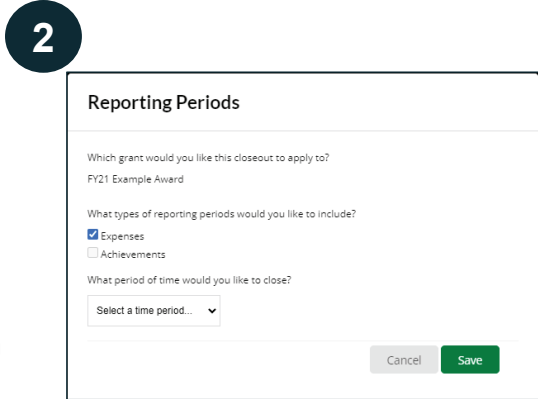 2
Reporting Periods
Which grant would you like this closeout to apply to?
FY21 Example Award
What types of reporting periods would you like to include?
Expenses
Achievements
What period of time would you like to close?
Select a time period...
Cancel Save